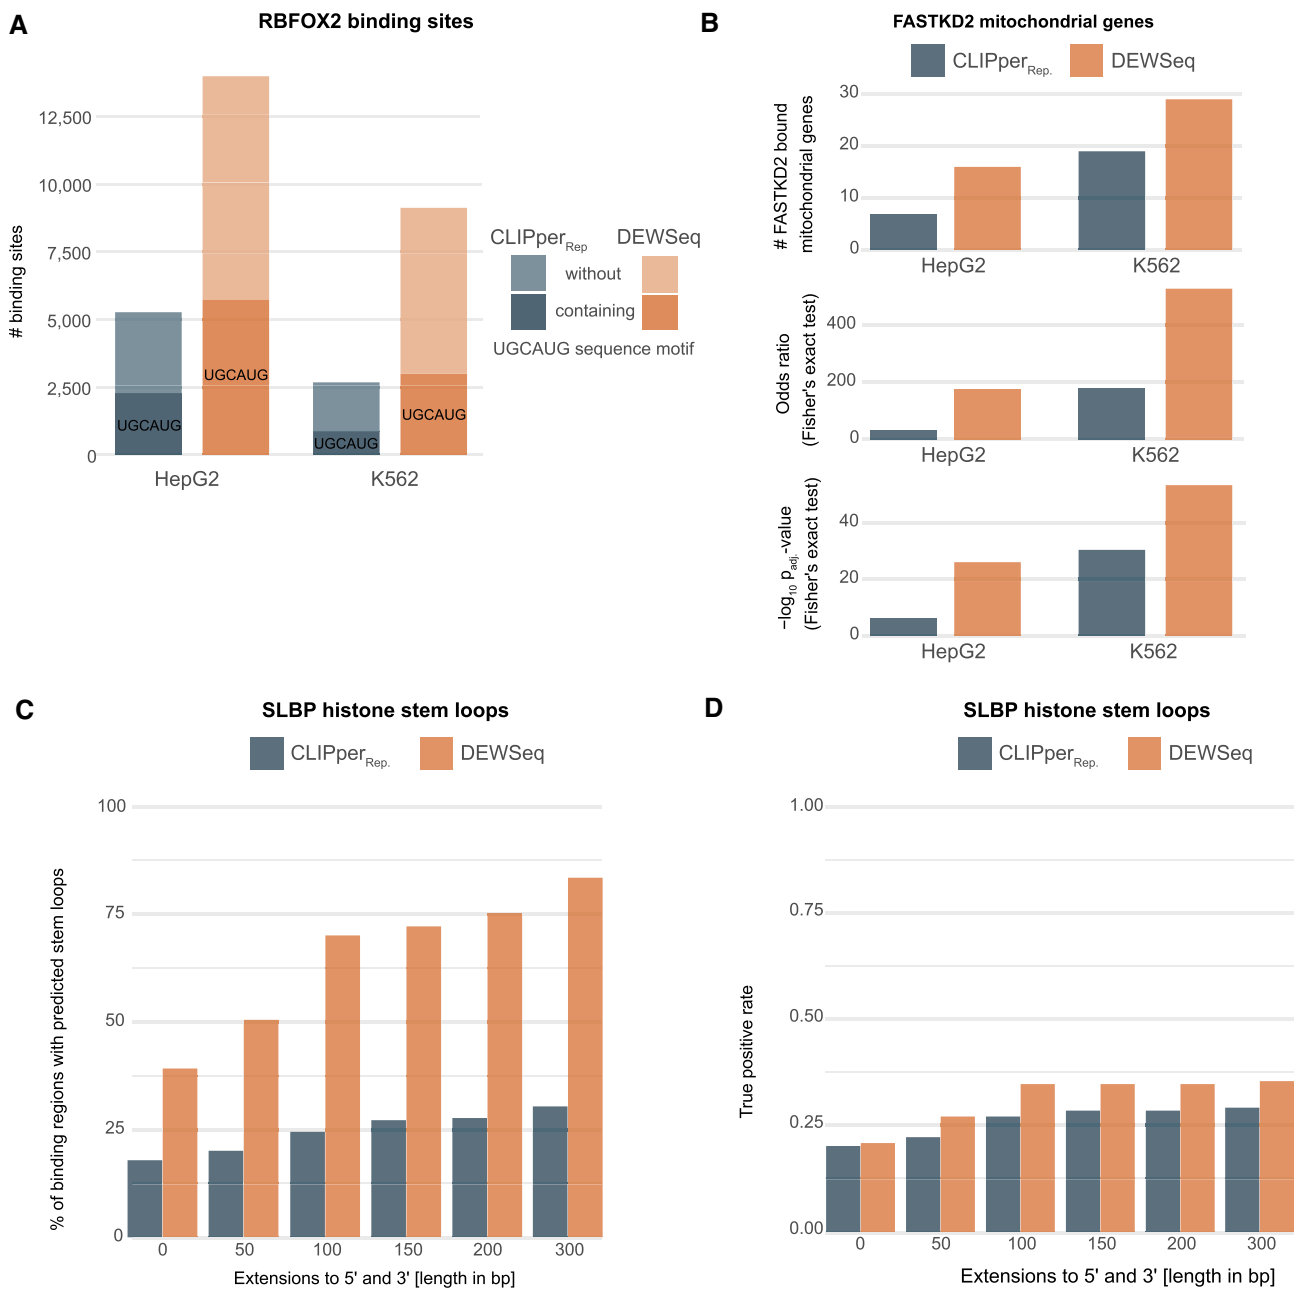 A
RBFOX2 binding sites
# binding sites
12,500
10,000
7,500
5,000
2,500
0
UGCAUG
UGCAUG
UGCAUG
UGCAUG
HepG2
K562
CLIPperRep DEWSeq
without
containing
UGCAUG sequence motif
B
FASTKD2 mitochondrial genes
CLIPperRep. DEWSeq
# FASTKD2 bound
mitochondrial genes
30
20
10
0
HepG2
K562
Odds ratio
(Fisher's exact test)
400
200
0
HepG2
K562
−log10 padj.-value
(Fisher's exact test)
40
20
0
HepG2
K562
C
SLBP histone stem loops
CLIPperRep. DEWSeq
% of binding regions with predicted stem loops
100
75
50
25
0
0 50 100 150 200 300
Extensions to 5' and 3' [length in bp]
D
SLBP histone stem loops
CLIPperRep. DEWSeq
True positive rate
1.00
0.75
0.50
0.25
0.00
0 50 100 150 200 300
Extensions to 5' and 3' [length in bp]